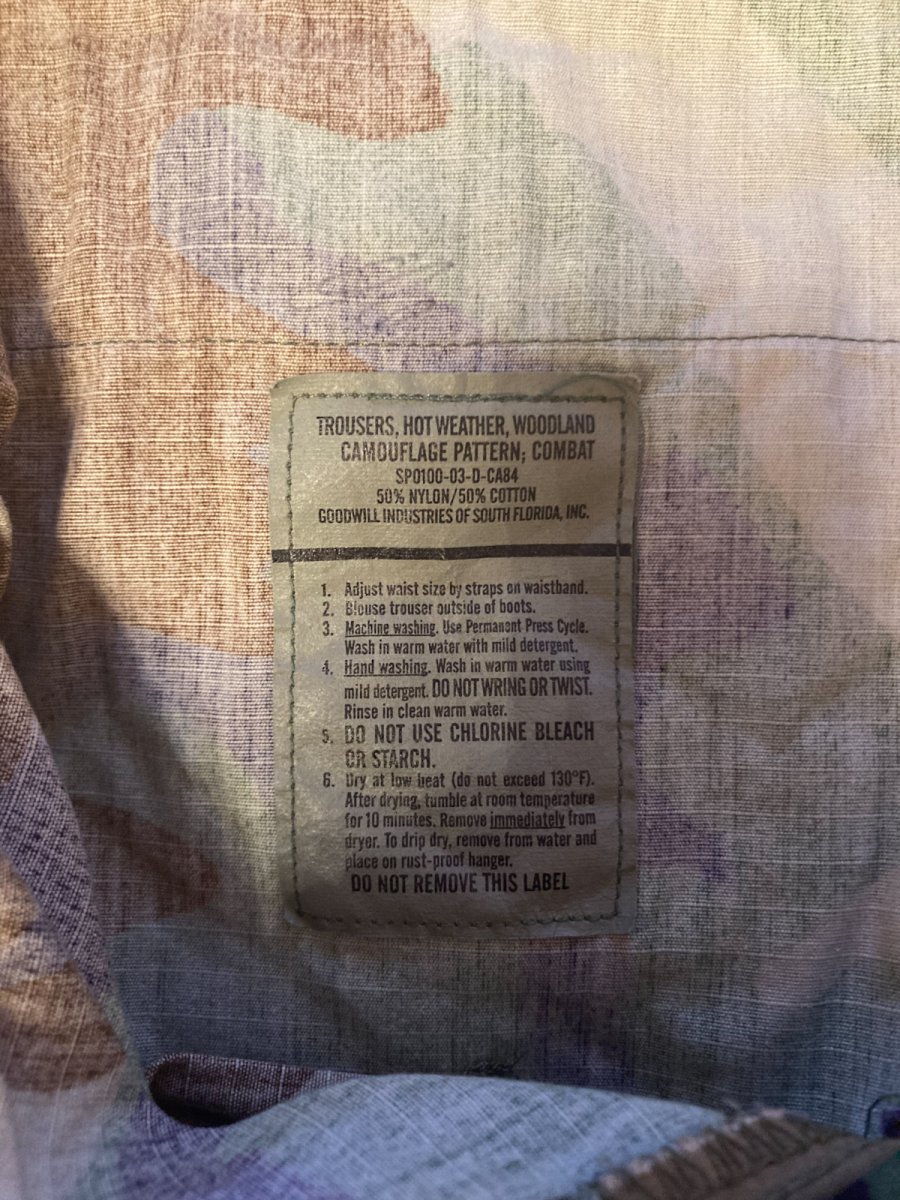 TROUSERS, HOT WEATHER, WOODLAND
CAMOUFLAGE PATTERN; COMBAT
SPO100-03-D-CA84
50% NYLON/50% COTTON
GOODWILL INDUSTRIES OF SOUTH FLORIDA, INC.
1. Adjust waist size by straps on waistband.
2. Blouse trouser outside of boots.
3. Machine washing. Use Permanent Press Cycle.
Wash in warm water with mild detergent.
4. Hand washing. Wash in warm water using
mild detergent. DO NOT WRING OR TWIST.
Rinse in clean warm water.
5. DO NOT USE CHLORINE BLEACH
OR STARCH.
6. Dry at low heat (do not exceed 130°F).
After drying, tumble at room temperature
for 10 minutes. Remove immediately from
dryer. To drip dry, remove from water and
place on rust-proof hanger.
DO NOT REMOVE THIS LABEL